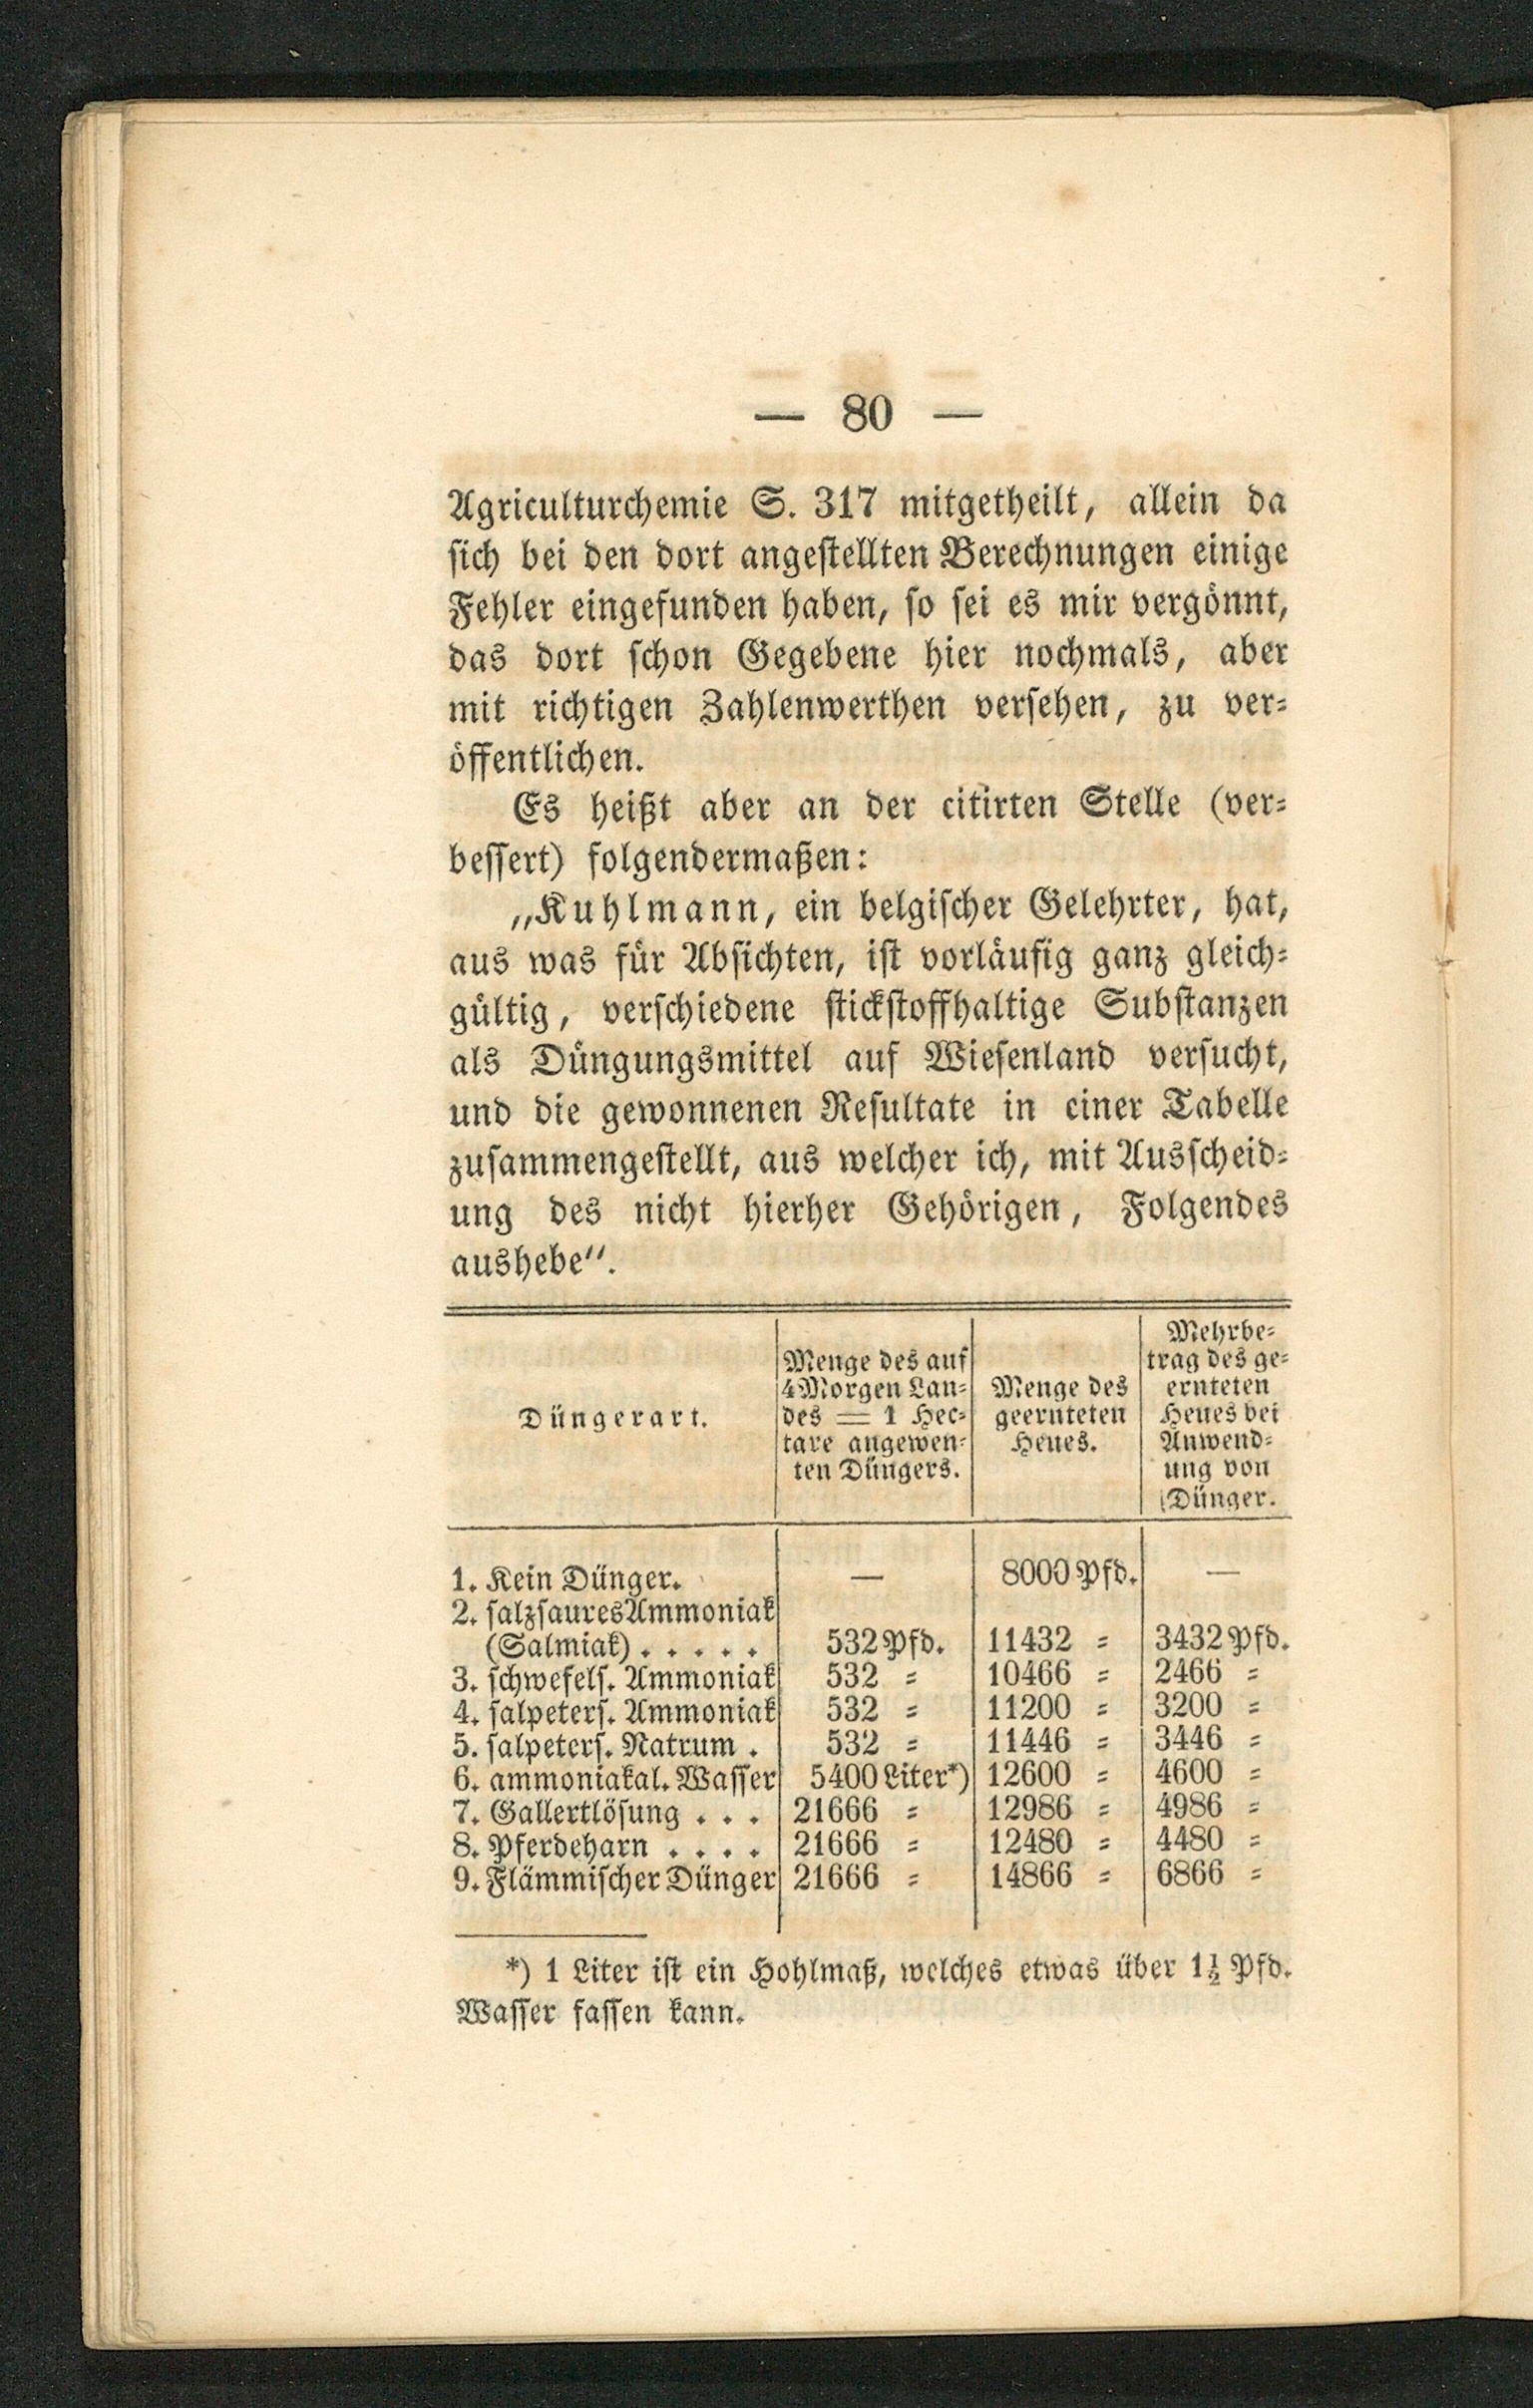 — 80 —
Agriculturchemie S. 317 mitgetheilt, allein da
sich bei den dort angestellten Berechnungen einige
Fehler eingefunden haben, so sei es mir vergönnt,
das dort schon Gegebene hier nochmals, aber
mit richtigen Zahlenwerthen versehen, zu ver-
öffentlichen.
Es heißt aber an der citirten Stelle (ver-
bessert) folgendermaßen:
„Kuhlmann, ein belgischer Gelehrter, hat,
aus was für Absichten, ist vorläufig ganz gleich-
gültig, verschiedene stickstoffhaltige Substanzen
als Düngungsmittel auf Wiesenland versucht,
und die gewonnenen Resultate in einer Tabelle
zusammengestellt, aus welcher ich, mit Ausscheid-
ung des nicht hierher Gehörigen, Folgendes
aushebe“.
Düngerart.
Menge des auf
4 Morgen Lan-
des = 1 Hec-
tare angewen-
ten Düngers.
Menge des
geernteten
Heues.
Mehrbe-
trag des ge-
ernteten
Heues bei
Anwend-
ung von
Dünger.
1. Kein Dünger. — 8000 Pfd. —
2. salzsaures Ammoniak
(Salmiak) . . . . . 532 Pfd. 11432 = 3432 Pfd.
3. schwefels. Ammoniak 532 = 10466 = 2466 =
4. salpeters. Ammoniak 532 = 11200 = 3200 =
5. salpeters. Natrum . 532 = 11446 = 3446 =
6. ammoniakal. Wasser 5400 Liter*) 12600 = 4600 =
7. Gallertlösung . . . 21666 = 12986 = 4986 =
8. Pferdeharn . . . . 21666 = 12480 = 4480 =
9. Flämmischer Dünger 21666 = 14866 = 6866 =
*) 1 Liter ist ein Hohlmaß, welches etwas über 1½ Pfd.
Wasser fassen kann.